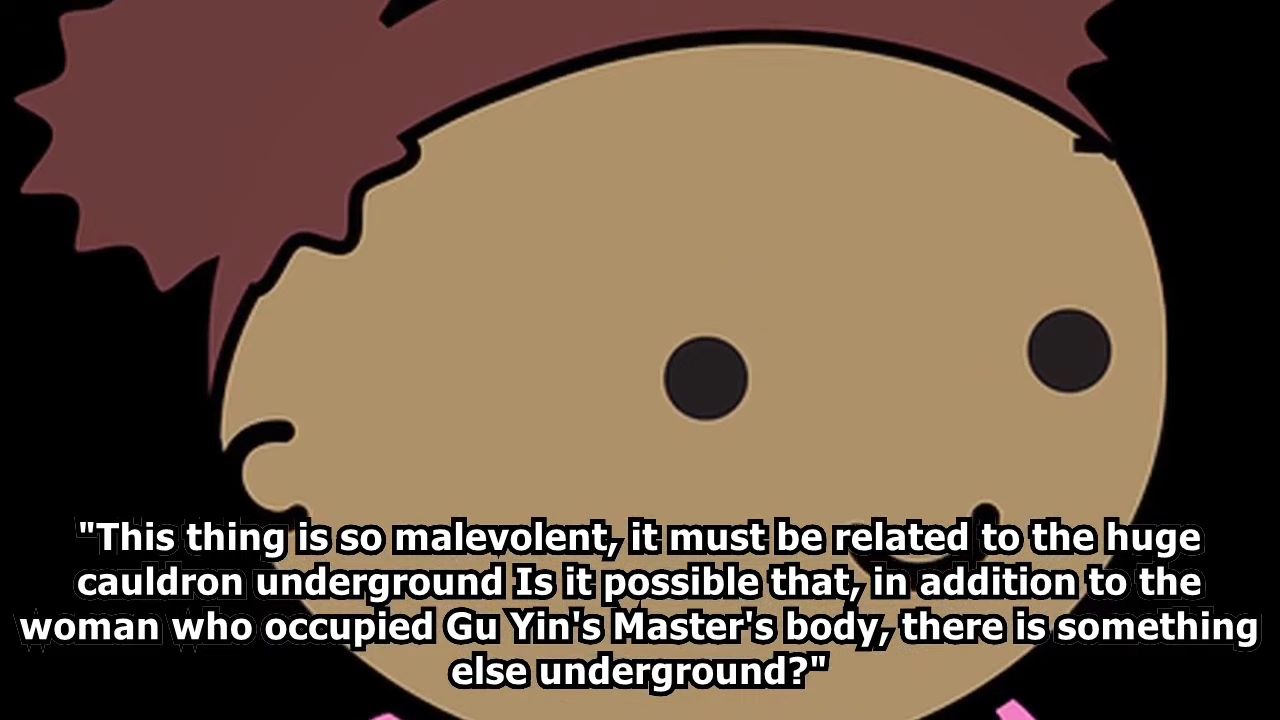 "This thing is so malevolent, it must be related to the huge
cauldron underground Is it possible that, in addition to the
woman who occupied Gu Yin's Master's body, there is something
else underground?"